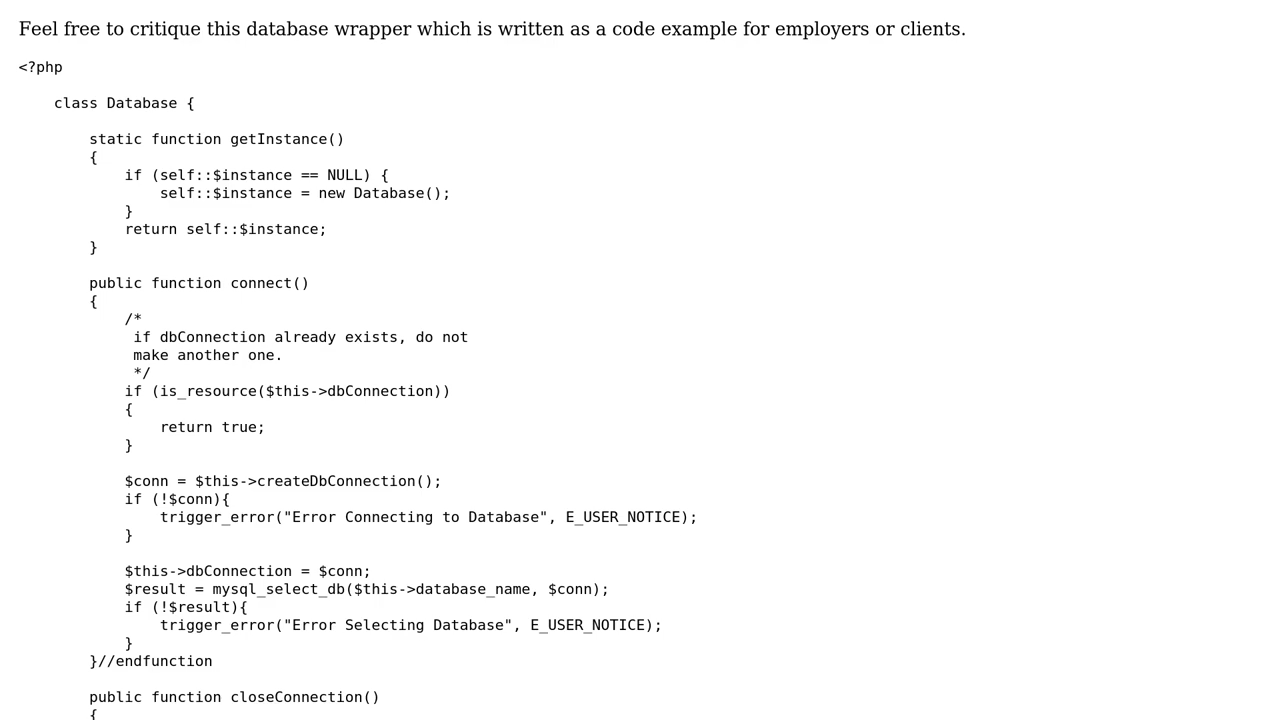 Feel free to critique this database wrapper which is written as a code example for employers or clients.
<?php
class Database {
static function getInstance()
{
if (self::$instance == NULL) {
self::$instance = new Database();
}
return self::$instance;
}
public function connect()
{
/*
if dbConnection already exists, do not
make another one.
*/
if (is_resource($this->dbConnection))
{
return true;
}
$conn = $this->createDbConnection();
if (!$conn){
trigger_error("Error Connecting to Database", E_USER_NOTICE);
}
$this->dbConnection = $conn;
$result = mysql_select_db($this->database_name, $conn);
if (!$result){
trigger_error("Error Selecting Database", E_USER_NOTICE);
}
}//endfunction
public function closeConnection()
{